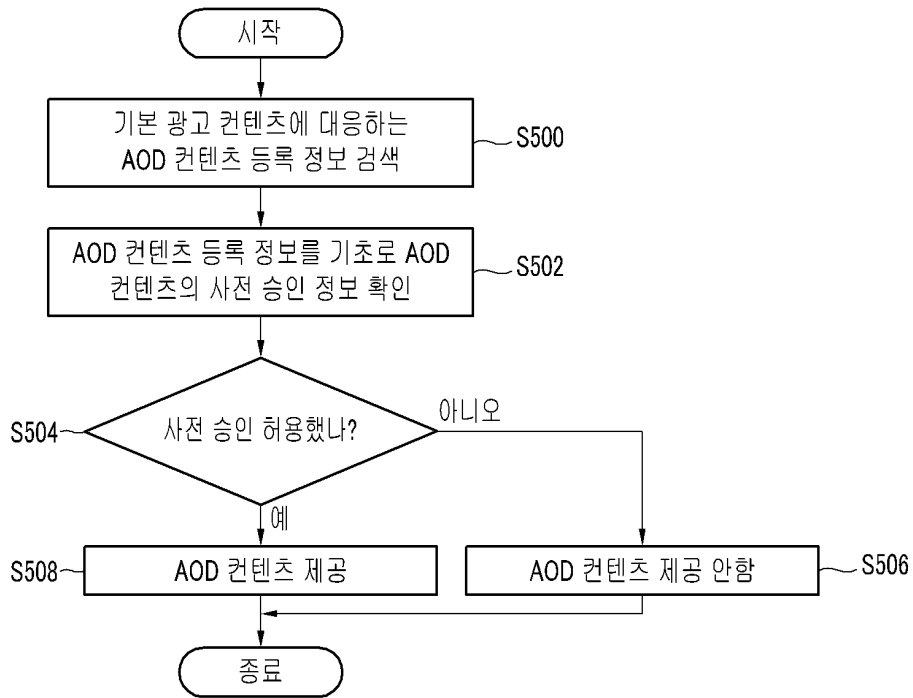 시작
기본 광고 컨텐츠에 대응하는
AOD 컨텐츠 등록 정보 검색
S500
AOD 컨텐츠 등록 정보를 기초로 AOD
컨텐츠의 사전 승인 정보 확인
S502
사전 승인 허용했나?
S504
아니오
예
S508
AOD 컨텐츠 제공
AOD 컨텐츠 제공 안함
S506
종료